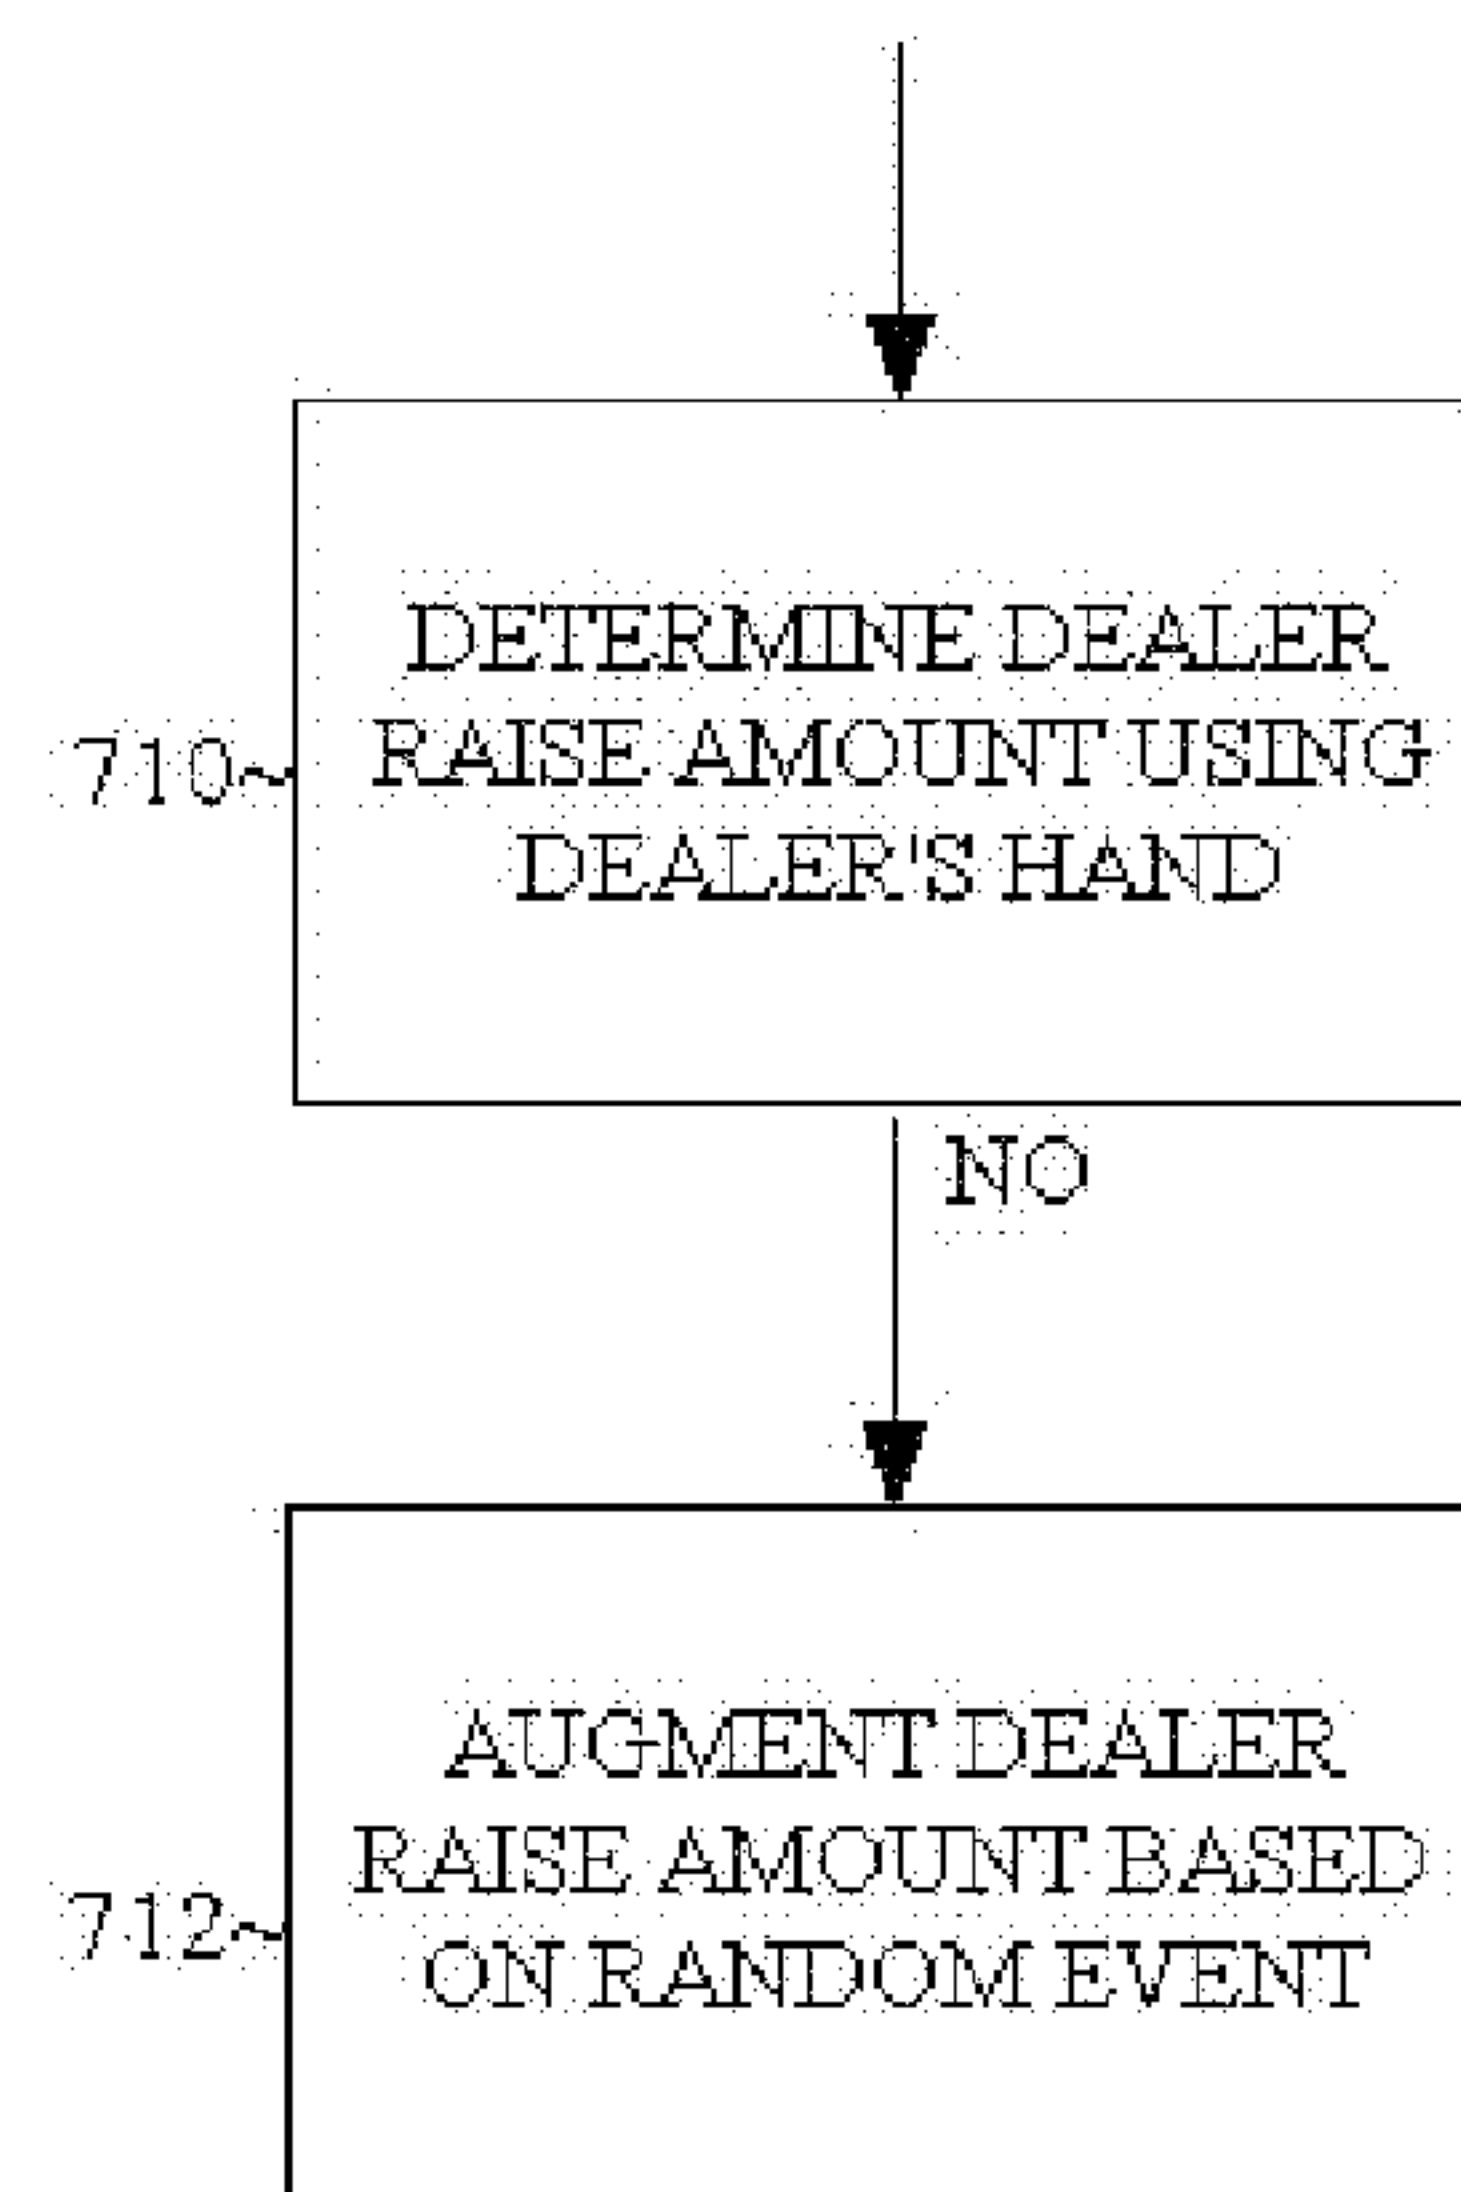 DETERMINE DEALER
RAISE AMOUNT USING
DEALER'S HAND
710
NO
AUGMENT DEALER
RAISE AMOUNT BASED
ON RANDOM EVENT
712